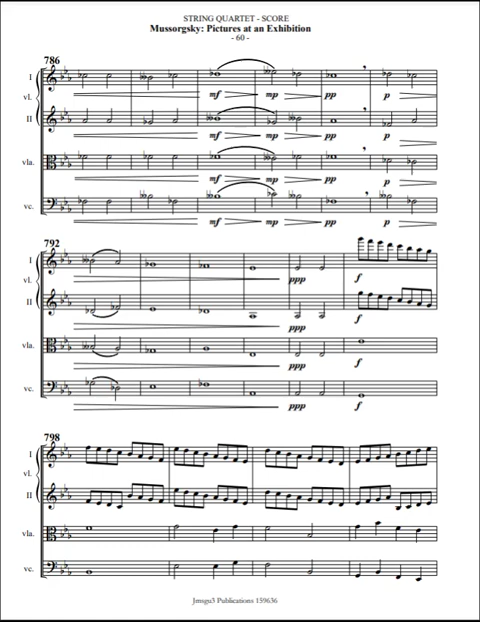 STRING QUARTET - SCORE
Mussorgsky: Pictures at an Exhibition
- 60 -
786
I
mf mp pp p
vl.
II
mf mp pp p
vla.
mf mp pp p
vc.
mf mp pp p
792
I
ppp f
vl.
II
ppp f
vla.
ppp f
vc.
ppp f
798
I
vl.
II
vla.
vc.
Jmsgu3 Publications 159636